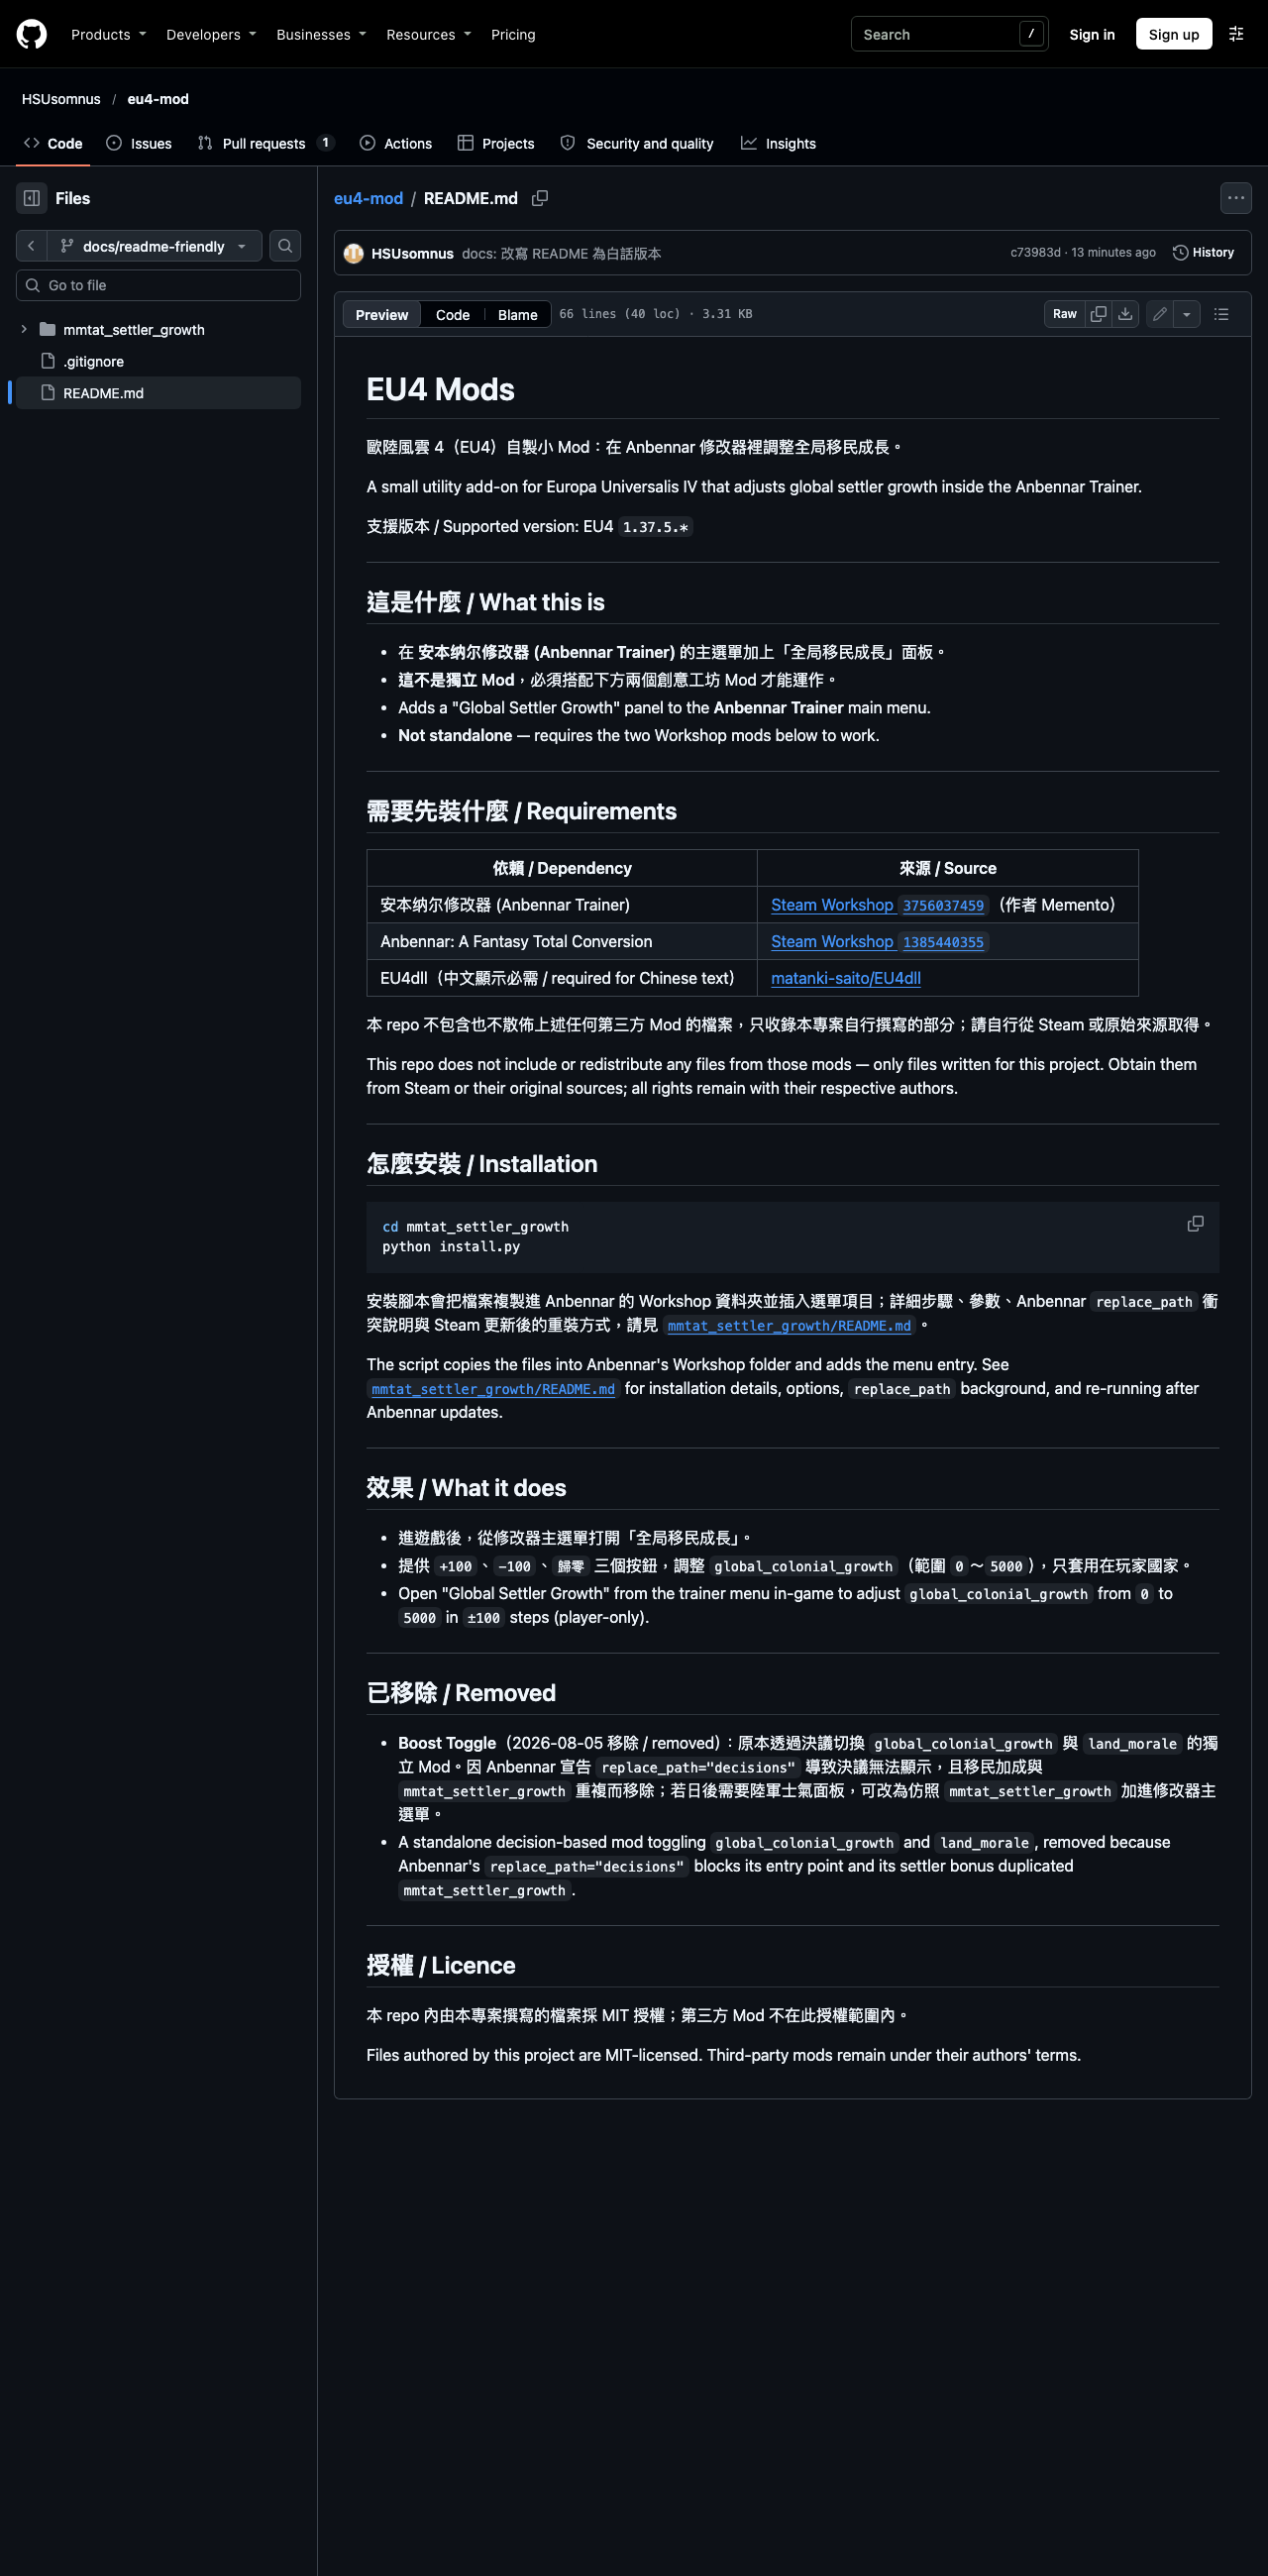 Products
Developers
Businesses
Resources
Pricing
Search
/
Sign in
Sign up
HSUsomnus / eu4-mod
Code
Issues
Pull requests 1
Actions
Projects
Security and quality
Insights
Files
docs/readme-friendly
Go to file
mmtat_settler_growth
.gitignore
README.md
eu4-mod / README.md
HSUsomnus docs: 改寫 README 為白話版本
c73983d · 13 minutes ago
History
Preview
Code
Blame
66 lines (40 loc) · 3.31 KB
Raw
EU4 Mods
歐陸風雲 4（EU4）自製小 Mod：在 Anbennar 修改器裡調整全局移民成長。
A small utility add-on for Europa Universalis IV that adjusts global settler growth inside the Anbennar Trainer.
支援版本 / Supported version: EU4 1.37.5.*
這是什麼 / What this is
• 在 安本纳尔修改器 (Anbennar Trainer) 的主選單加上「全局移民成長」面板。
• 這不是獨立 Mod，必須搭配下方兩個創意工坊 Mod 才能運作。
• Adds a "Global Settler Growth" panel to the Anbennar Trainer main menu.
• Not standalone — requires the two Workshop mods below to work.
需要先裝什麼 / Requirements
依賴 / Dependency
來源 / Source
安本纳尔修改器 (Anbennar Trainer)
Steam Workshop 3756037459（作者 Memento）
Anbennar: A Fantasy Total Conversion
Steam Workshop 1385440355
EU4dll（中文顯示必需 / required for Chinese text）
matanki-saito/EU4dll
本 repo 不包含也不散佈上述任何第三方 Mod 的檔案，只收錄本專案自行撰寫的部分；請自行從 Steam 或原始來源取得。
This repo does not include or redistribute any files from those mods — only files written for this project. Obtain them
from Steam or their original sources; all rights remain with their respective authors.
怎麼安裝 / Installation
cd mmtat_settler_growth
python install.py
安裝腳本會把檔案複製進 Anbennar 的 Workshop 資料夾並插入選單項目；詳細步驟、參數、Anbennar replace_path 衝
突說明與 Steam 更新後的重裝方式，請見 mmtat_settler_growth/README.md。
The script copies the files into Anbennar's Workshop folder and adds the menu entry. See
mmtat_settler_growth/README.md for installation details, options, replace_path background, and re-running after
Anbennar updates.
效果 / What it does
• 進遊戲後，從修改器主選單打開「全局移民成長」。
• 提供 +100、-100、歸零 三個按鈕，調整 global_colonial_growth（範圍 0～5000），只套用在玩家國家。
• Open "Global Settler Growth" from the trainer menu in-game to adjust global_colonial_growth from 0 to
5000 in ±100 steps (player-only).
已移除 / Removed
• Boost Toggle（2026-08-05 移除 / removed）：原本透過決議切換 global_colonial_growth 與 land_morale 的獨
立 Mod。因 Anbennar 宣告 replace_path="decisions" 導致決議無法顯示，且移民加成與
mmtat_settler_growth 重複而移除；若日後需要陸軍士氣面板，可改為仿照 mmtat_settler_growth 加進修改器主
選單。
• A standalone decision-based mod toggling global_colonial_growth and land_morale, removed because
Anbennar's replace_path="decisions" blocks its entry point and its settler bonus duplicated
mmtat_settler_growth.
授權 / Licence
本 repo 內由本專案撰寫的檔案採 MIT 授權；第三方 Mod 不在此授權範圍內。
Files authored by this project are MIT-licensed. Third-party mods remain under their authors' terms.